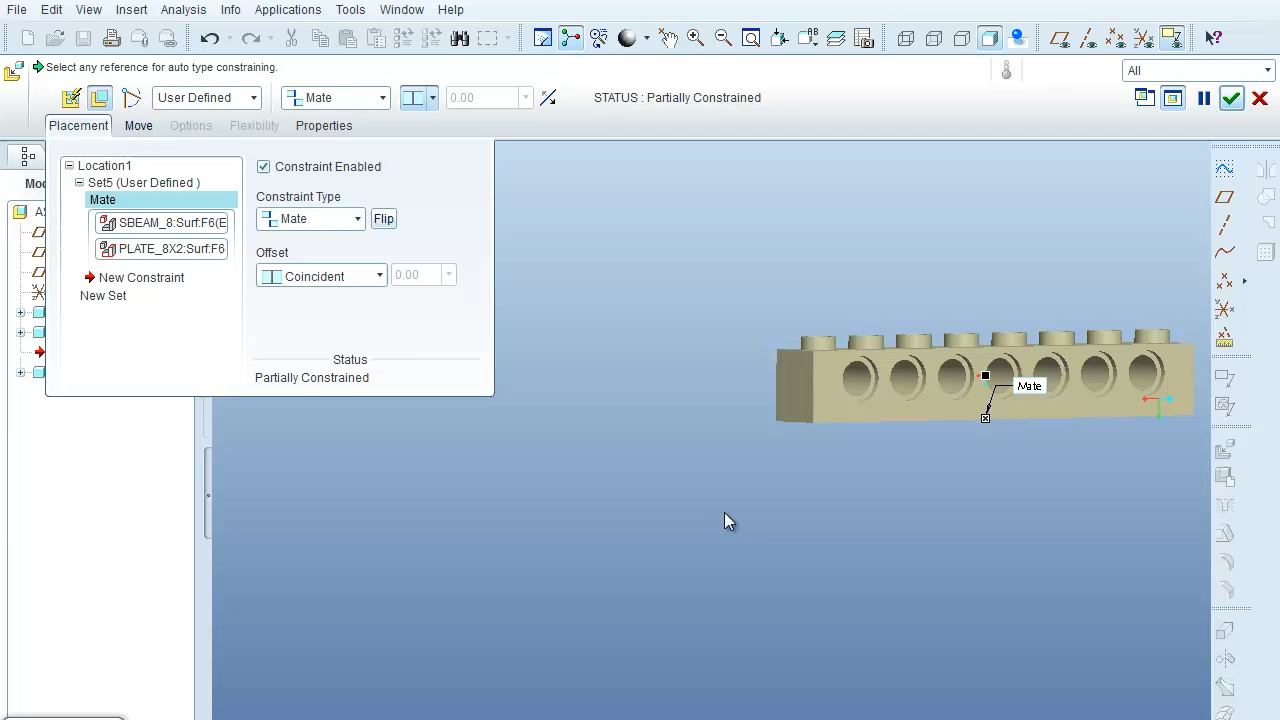 File Edit View Insert Analysis Info Applications Tools Window Help
Select any reference for auto type constraining.
All
User Defined
Mate
0.00
STATUS : Partially Constrained
Placement Move Options Flexibility Properties
Location1
Set5 (User Defined )
Mate
SBEAM_8:Surf:F6(E
PLATE_8X2:Surf:F6
New Constraint
New Set
Constraint Enabled
Constraint Type
Mate
Flip
Offset
Coincident
0.00
Status
Partially Constrained
Mo
AS
Mate